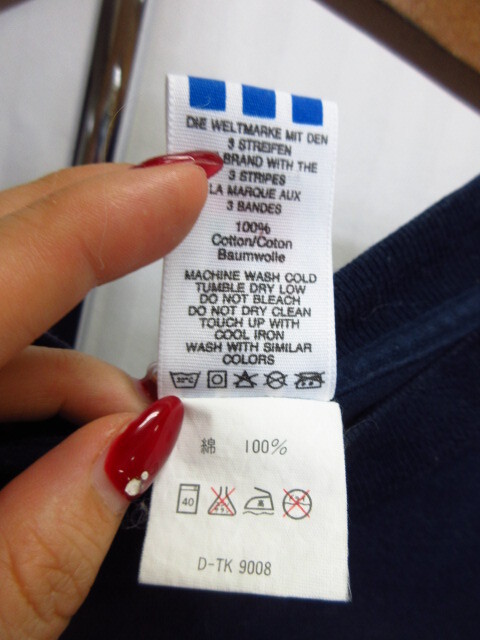 DIE WELTMARKE MIT DEN
3 STREIFEN
BRAND WITH THE
3 STRIPES
LA MARQUE AUX
3 BANDES
100%
Cotton/Coton
Baumwolle
MACHINE WASH COLD
TUMBLE DRY LOW
DO NOT BLEACH
DO NOT DRY CLEAN
TOUCH UP WITH
COOL IRON
WASH WITH SIMILAR
COLORS
30°C
綿 100%
40
D-TK 9008